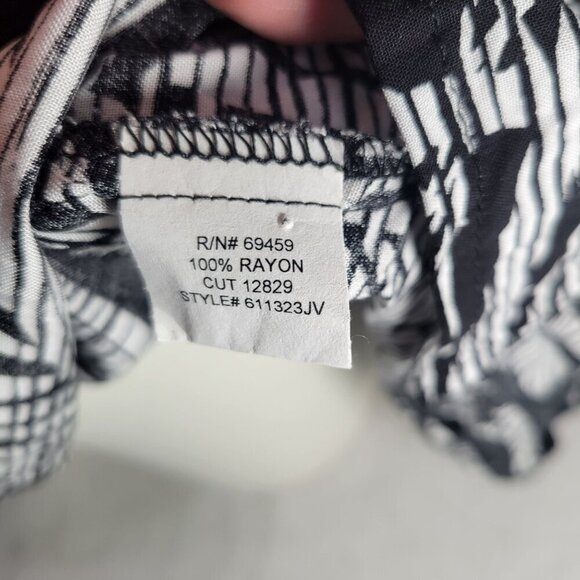 R/N# 69459
100% RAYON
CUT 12829
STYLE# 611323JV